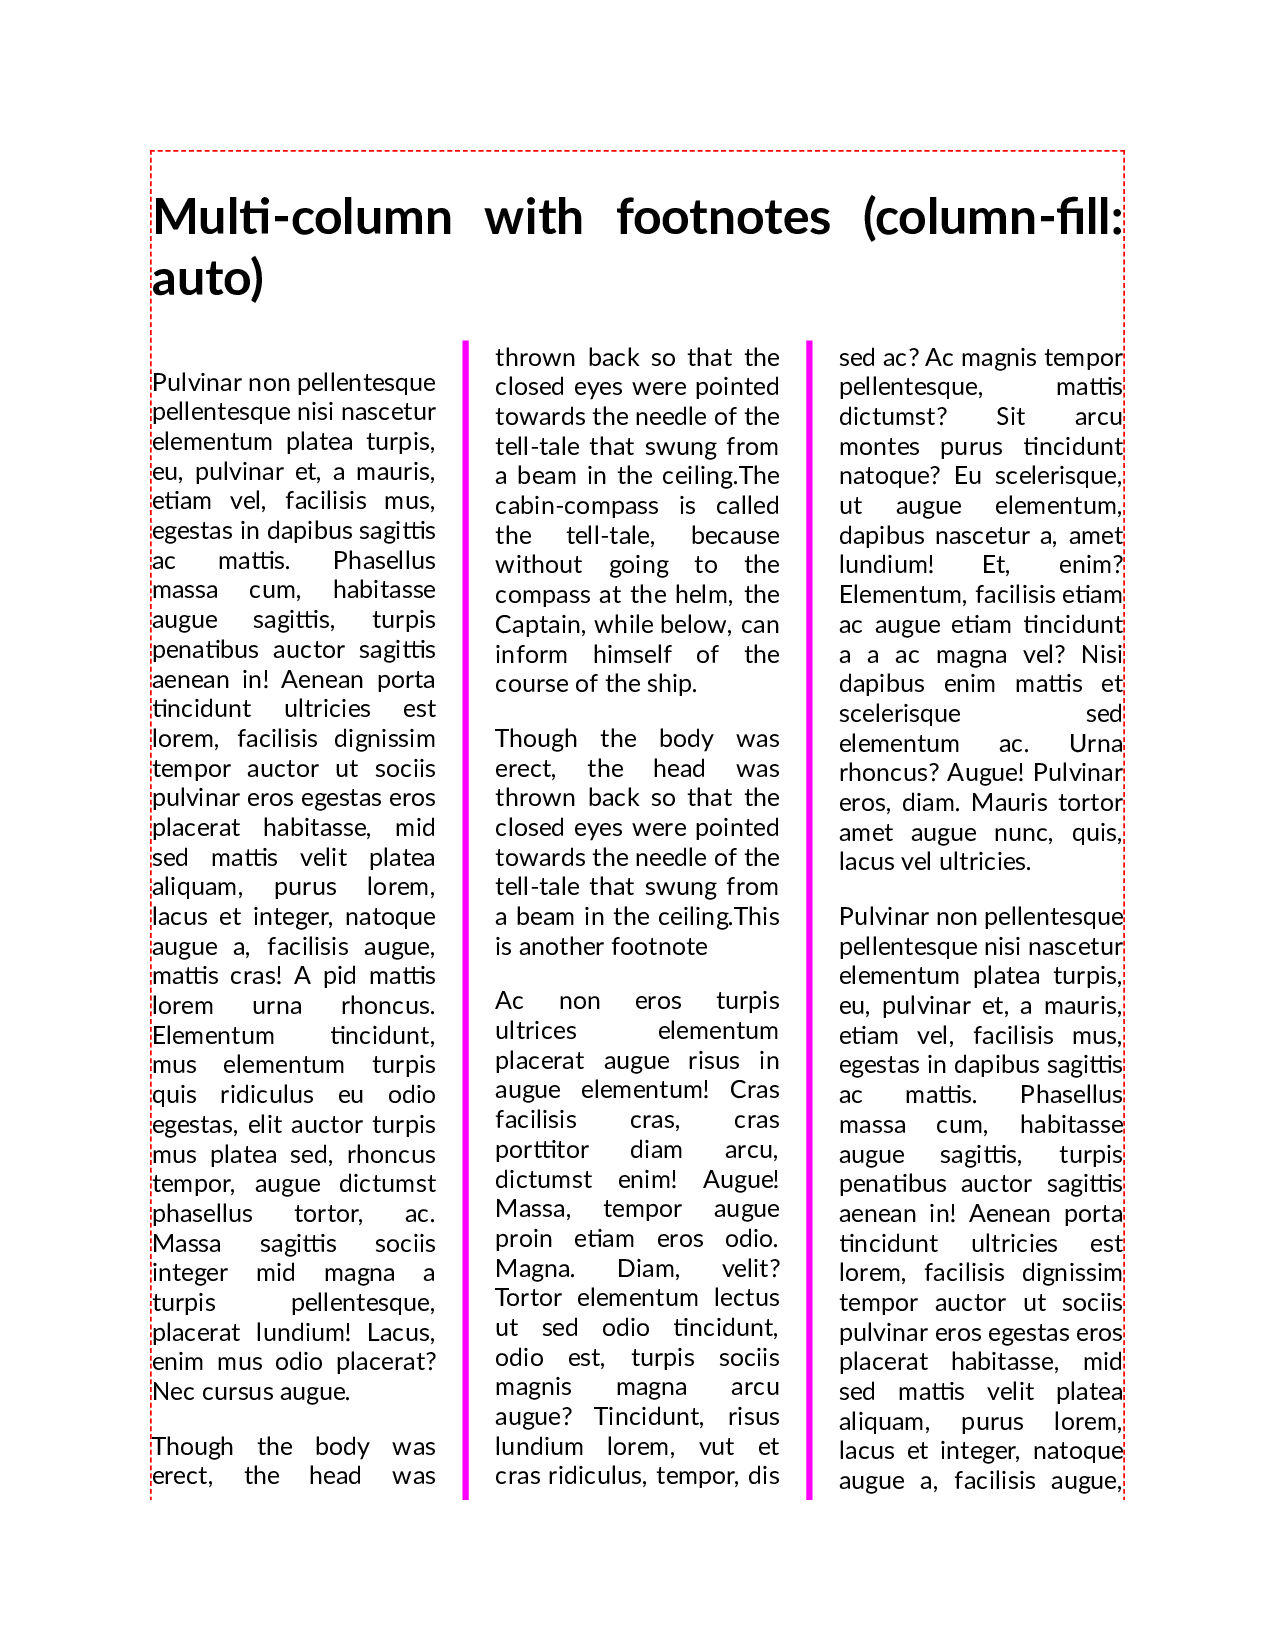 Multi-column with footnotes (column-fill:
auto)
Pulvinar non pellentesque
pellentesque nisi nascetur
elementum platea turpis,
eu, pulvinar et, a mauris,
etiam vel, facilisis mus,
egestas in dapibus sagittis
ac mattis. Phasellus
massa cum, habitasse
augue sagittis, turpis
penatibus auctor sagittis
aenean in! Aenean porta
tincidunt ultricies est
lorem, facilisis dignissim
tempor auctor ut sociis
pulvinar eros egestas eros
placerat habitasse, mid
sed mattis velit platea
aliquam, purus lorem,
lacus et integer, natoque
augue a, facilisis augue,
mattis cras! A pid mattis
lorem urna rhoncus.
Elementum tincidunt,
mus elementum turpis
quis ridiculus eu odio
egestas, elit auctor turpis
mus platea sed, rhoncus
tempor, augue dictumst
phasellus tortor, ac.
Massa sagittis sociis
integer mid magna a
turpis pellentesque,
placerat lundium! Lacus,
enim mus odio placerat?
Nec cursus augue.
Though the body was
erect, the head was
thrown back so that the
closed eyes were pointed
towards the needle of the
tell-tale that swung from
a beam in the ceiling.The
cabin-compass is called
the tell-tale, because
without going to the
compass at the helm, the
Captain, while below, can
inform himself of the
course of the ship.
Though the body was
erect, the head was
thrown back so that the
closed eyes were pointed
towards the needle of the
tell-tale that swung from
a beam in the ceiling.This
is another footnote
Ac non eros turpis
ultrices elementum
placerat augue risus in
augue elementum! Cras
facilisis cras, cras
porttitor diam arcu,
dictumst enim! Augue!
Massa, tempor augue
proin etiam eros odio.
Magna. Diam, velit?
Tortor elementum lectus
ut sed odio tincidunt,
odio est, turpis sociis
magnis magna arcu
augue? Tincidunt, risus
lundium lorem, vut et
cras ridiculus, tempor, dis
sed ac? Ac magnis tempor
pellentesque, mattis
dictumst? Sit arcu
montes purus tincidunt
natoque? Eu scelerisque,
ut augue elementum,
dapibus nascetur a, amet
lundium! Et, enim?
Elementum, facilisis etiam
ac augue etiam tincidunt
a a ac magna vel? Nisi
dapibus enim mattis et
scelerisque sed
elementum ac. Urna
rhoncus? Augue! Pulvinar
eros, diam. Mauris tortor
amet augue nunc, quis,
lacus vel ultricies.
Pulvinar non pellentesque
pellentesque nisi nascetur
elementum platea turpis,
eu, pulvinar et, a mauris,
etiam vel, facilisis mus,
egestas in dapibus sagittis
ac mattis. Phasellus
massa cum, habitasse
augue sagittis, turpis
penatibus auctor sagittis
aenean in! Aenean porta
tincidunt ultricies est
lorem, facilisis dignissim
tempor auctor ut sociis
pulvinar eros egestas eros
placerat habitasse, mid
sed mattis velit platea
aliquam, purus lorem,
lacus et integer, natoque
augue a, facilisis augue,